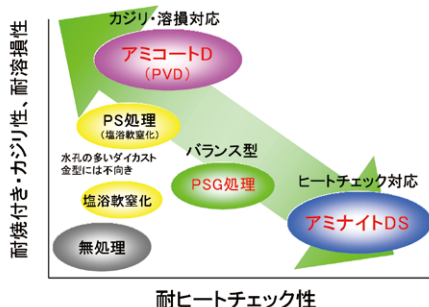 カジリ・溶損対応
アミコートD
(PVD)
PS処理
(塩浴軟窒化)
水孔の多いダイカスト
金型には不向き
バランス型
PSG処理
ヒートチェック対応
塩浴軟窒化
アミナイトDS
無処理
耐焼付き・カジリ性、耐溶損性
耐ヒートチェック性